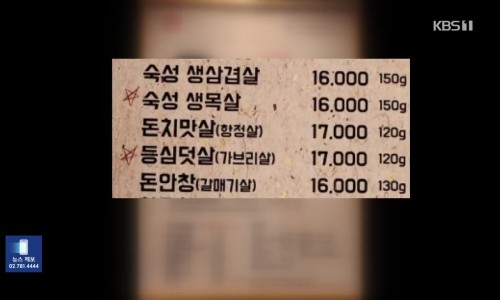 KBS 1
숙성 생삼겹살 16.000 150g
숙성 생목살 16.000 150g
돈치맛살(항정살) 17.000 120g
등심덧살(가브리살) 17.000 120g
돈안창(갈매기살) 16.000 130g
뉴스 제보
02.781.4444